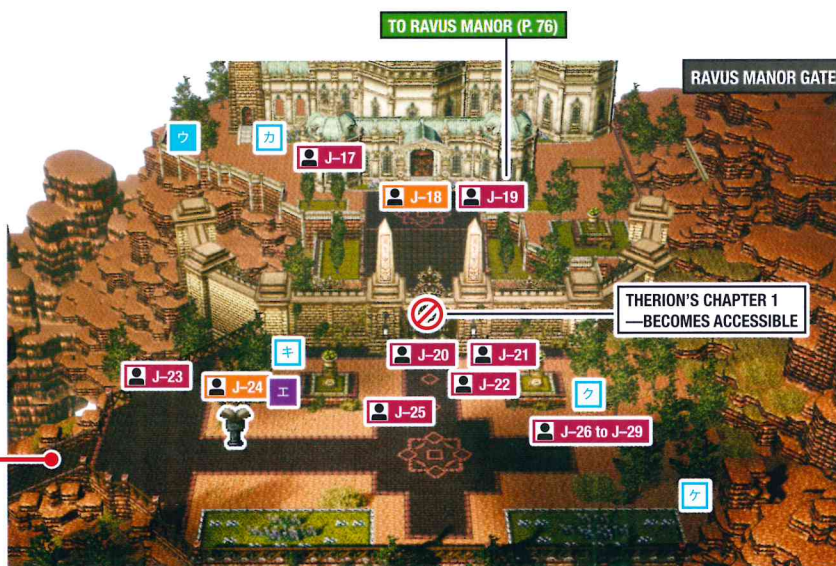 TO RAVUS MANOR (P. 76)
RAVUS MANOR GATE
ウ
カ
J–17
J–18
J–19
THERION'S CHAPTER 1
—BECOMES ACCESSIBLE
キ
J–20
J–21
J–23
J–24
エ
J–22
ク
J–25
J–26 to J–29
ケ